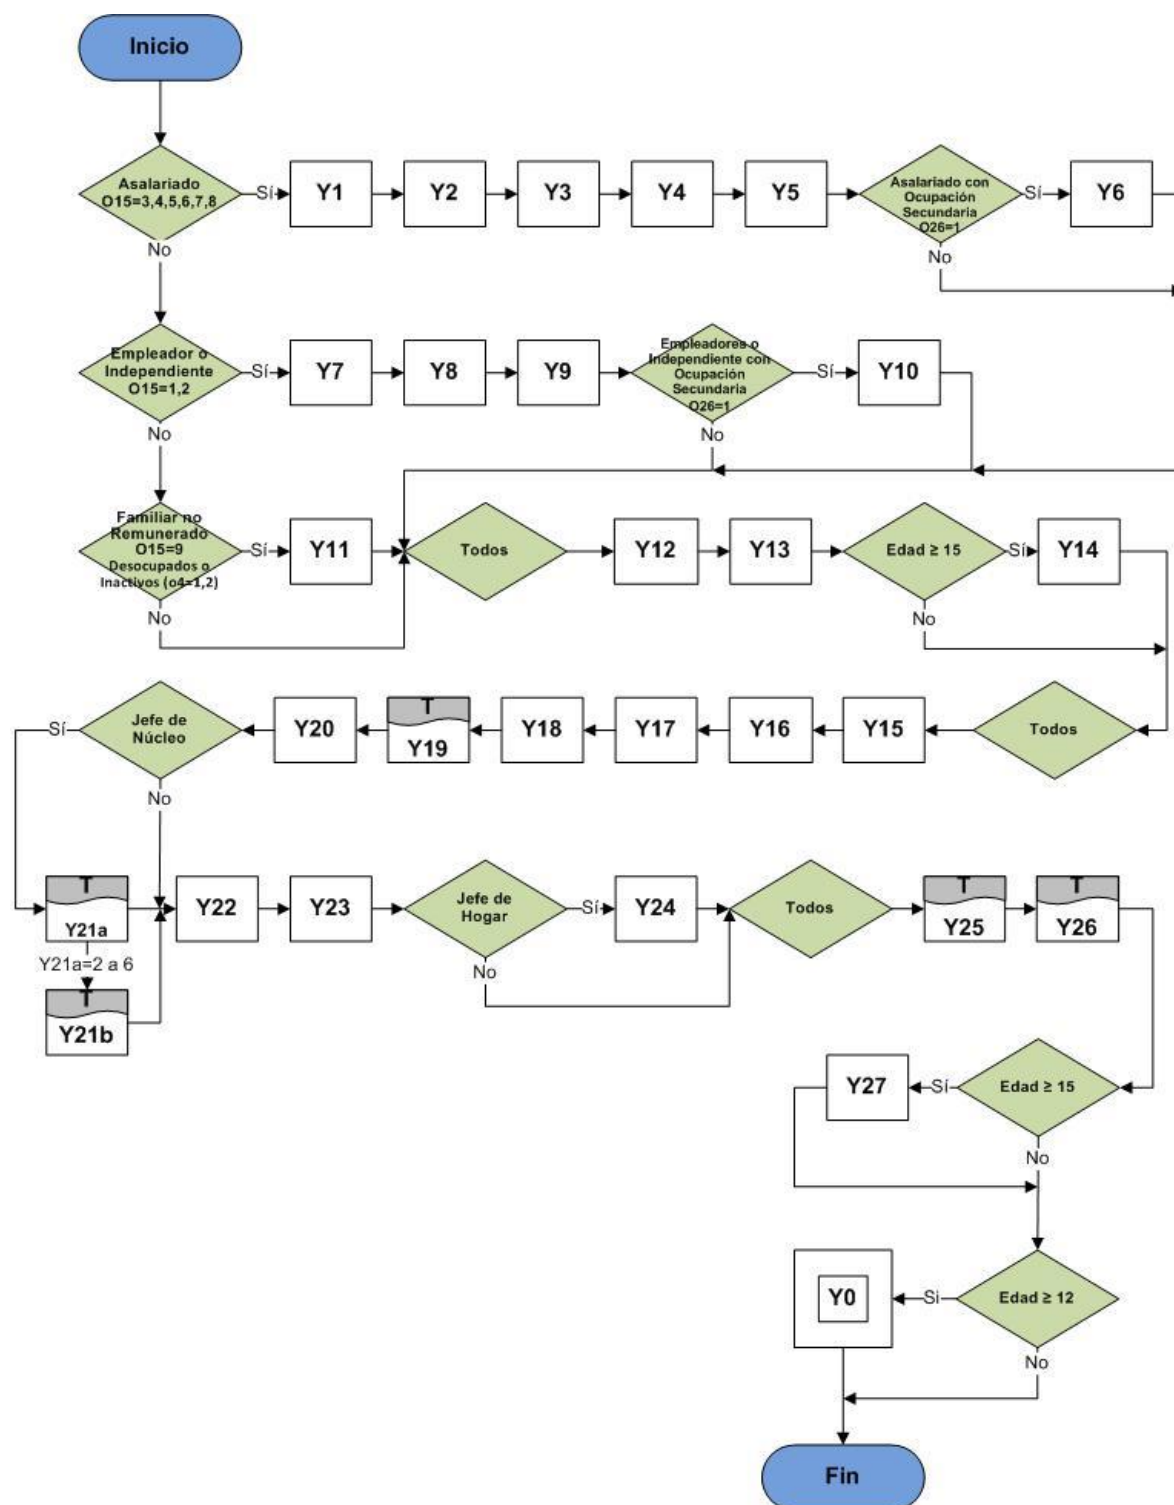 Inicio
Asalariado
O15=3,4,5,6,7,8
Sí
Y1
Y2
Y3
Y4
Y5
Asalariado con
Ocupación
Secundaria
O26=1
Sí
Y6
No
No
Empleador o
Independiente
O15=1,2
Sí
Y7
Y8
Y9
Empleadores o
Independiente con
Ocupación
Secundaria
O26=1
Sí
Y10
No
No
Familiar no
Remunerado
O15=9
Desocupados o
Inactivos (o4=1,2)
Sí
Y11
Todos
Y12
Y13
Edad ≥ 15
Sí
Y14
No
No
Jefe de
Núcleo
Sí
Y20
T
Y19
Y18
Y17
Y16
Y15
Todos
No
T
Y21a
Y22
Y23
Jefe de
Hogar
Sí
Y24
Todos
T
Y25
T
Y26
Y21a=2 a 6
No
T
Y21b
Y27
Sí
Edad ≥ 15
No
Y0
Si
Edad ≥ 12
No
Fin